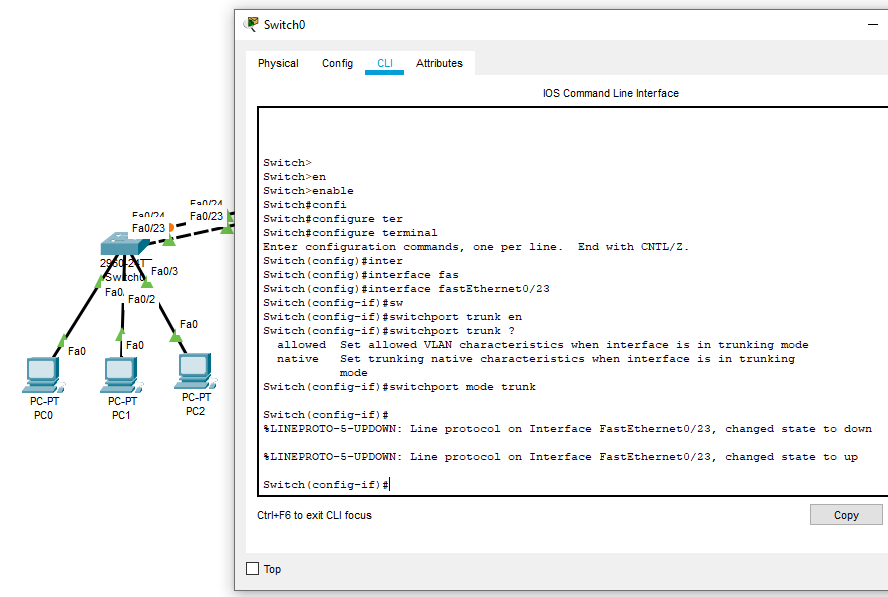 Switch0
Physical Config CLI Attributes
IOS Command Line Interface
Switch>
Switch>en
Switch>enable
Switch#confi
Switch#configure ter
Switch#configure terminal
Enter configuration commands, one per line.  End with CNTL/Z.
Switch(config)#inter
Switch(config)#interface fas
Switch(config)#interface fastEthernet0/23
Switch(config-if)#sw
Switch(config-if)#switchport trunk en
Switch(config-if)#switchport trunk ?
  allowed  Set allowed VLAN characteristics when interface is in trunking mode
  native   Set trunking native characteristics when interface is in trunking
           mode
Switch(config-if)#switchport mode trunk
Switch(config-if)#
%LINEPROTO-5-UPDOWN: Line protocol on Interface FastEthernet0/23, changed state to down
%LINEPROTO-5-UPDOWN: Line protocol on Interface FastEthernet0/23, changed state to up
Switch(config-if)#
Ctrl+F6 to exit CLI focus
Copy
Top
Fa0/24
Fa0/24
Fa0/23
Fa0/23
2960-24TT
Switch0
Fa0/3
Fa0/2
Fa0
Fa0
Fa0
PC-PT
PC0
PC-PT
PC1
PC-PT
PC2